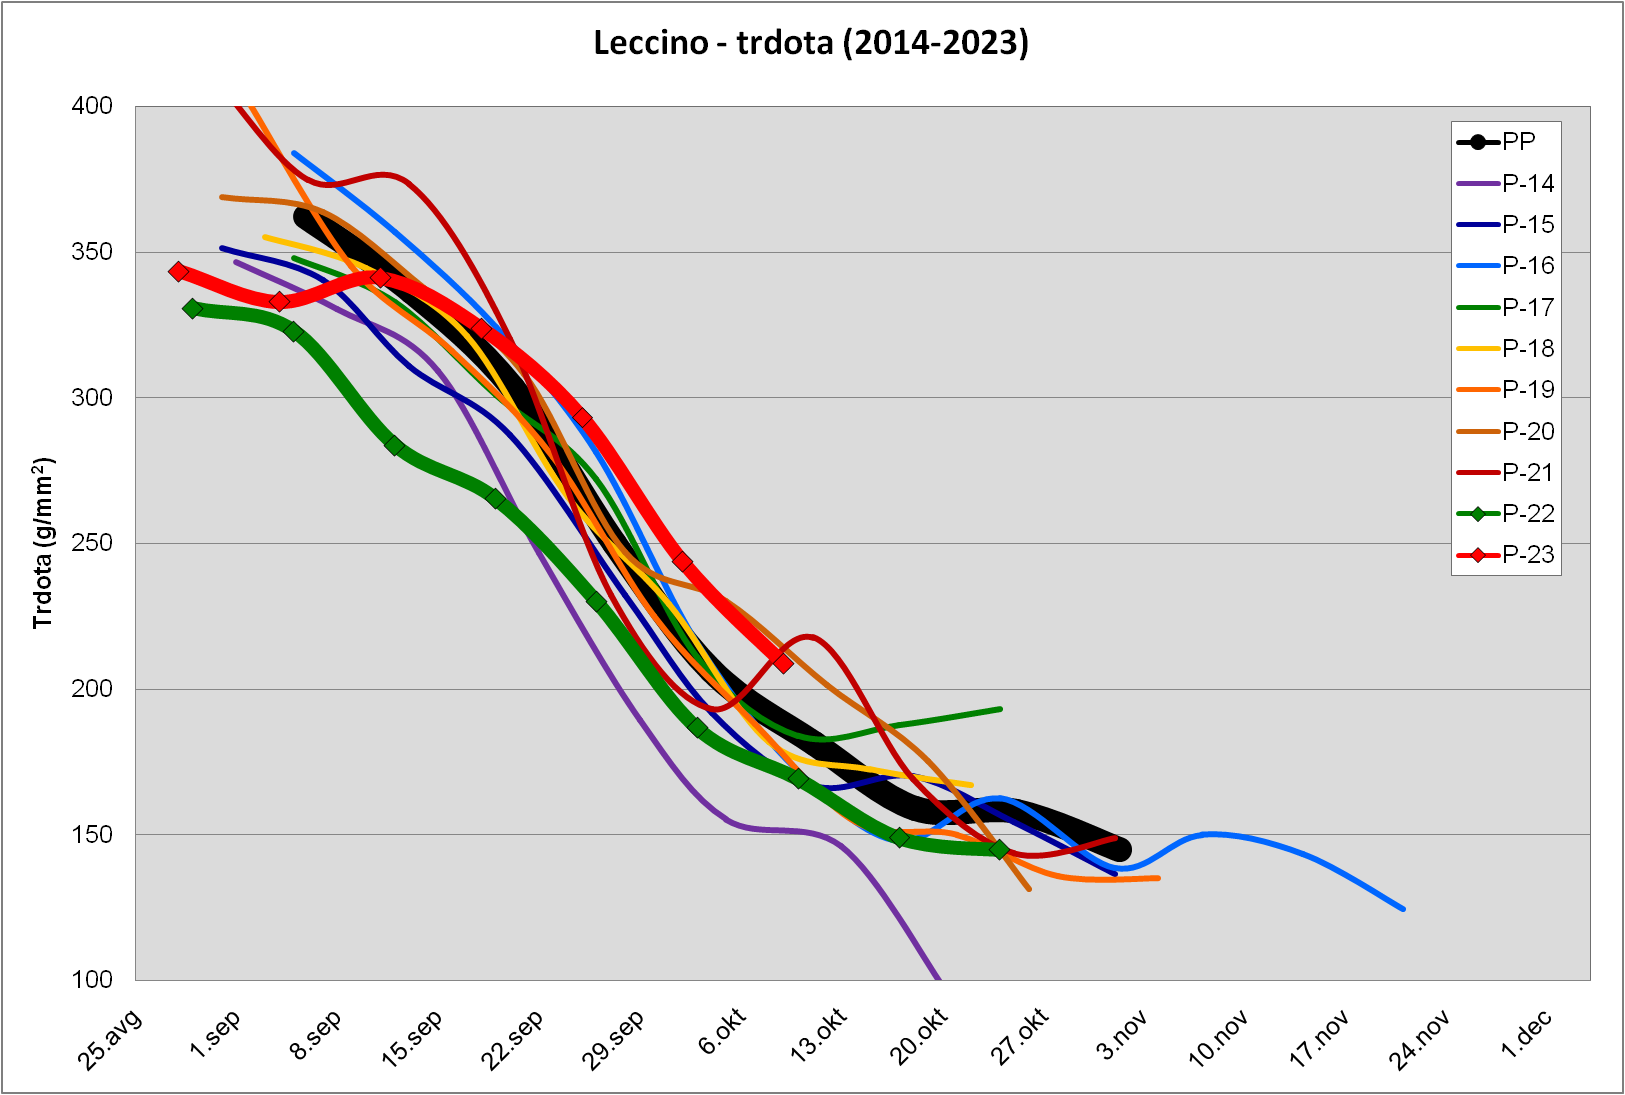 Leccino - trdota (2014-2023)
Trdota (g/mm²)
400
350
300
250
200
150
100
25.avg
1.sep
8.sep
15.sep
22.sep
29.sep
6.okt
13.okt
20.okt
27.okt
3.nov
10.nov
17.nov
24.nov
1.dec
PP
P-14
P-15
P-16
P-17
P-18
P-19
P-20
P-21
P-22
P-23